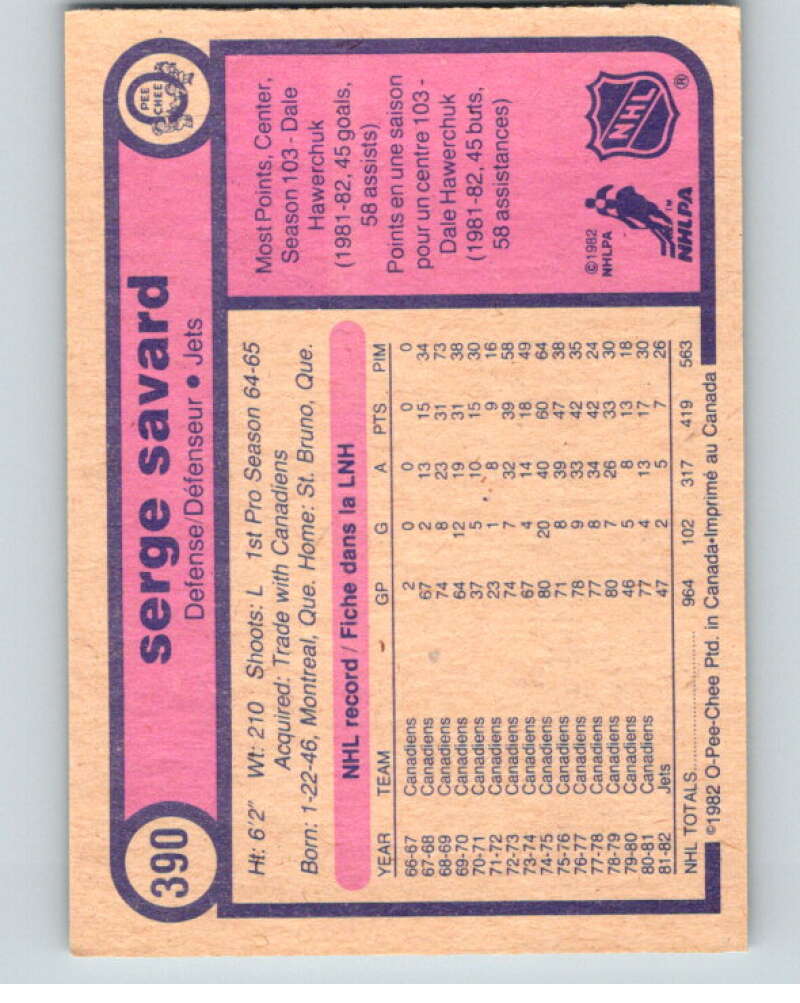 390
serge savard
Defense/Défenseur • Jets
O
PEE
CHEE
Ht: 6'2" Wt: 210 Shoots: L 1st Pro Season 64-65
Acquired: Trade with Canadiens
Born: 1-22-46, Montreal, Que. Home: St. Bruno, Que.
NHL record / Fiche dans la LNH
YEAR TEAM GP G A PTS PIM
66-67 Canadiens 2 0 0 0 0
67-68 Canadiens 67 2 13 15 34
68-69 Canadiens 74 8 23 31 73
69-70 Canadiens 64 12 19 31 38
70-71 Canadiens 37 5 10 15 30
71-72 Canadiens 23 1 8 9 16
72-73 Canadiens 74 7 32 39 58
73-74 Canadiens 67 4 14 18 49
74-75 Canadiens 80 20 40 60 64
75-76 Canadiens 71 8 39 47 38
76-77 Canadiens 78 9 33 42 35
77-78 Canadiens 77 8 34 42 24
78-79 Canadiens 80 7 26 33 30
79-80 Canadiens 46 5 8 13 18
80-81 Canadiens 77 4 13 17 30
81-82 Jets 47 2 5 7 26
NHL TOTALS 964 102 317 419 563
©1982 O-Pee-Chee Ptd. in Canada•Imprimé au Canada
Most Points, Center,
Season 103 - Dale
Hawerchuk
(1981-82, 45 goals,
58 assists)
Points en une saison
pour un centre 103 -
Dale Hawerchuk
(1981-82, 45 buts,
58 assistances)
©1982
NHLPA
NHLPA
TM
NHL
®